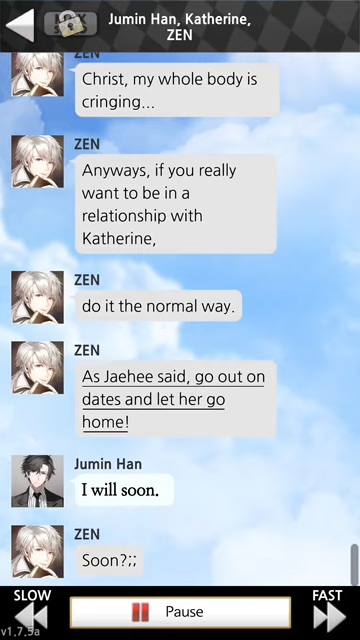 Jumin Han, Katherine,
ZEN
ZEN
Christ, my whole body is
cringing...
ZEN
Anyways, if you really
want to be in a
relationship with
Katherine,
ZEN
do it the normal way.
ZEN
As Jaehee said, go out on
dates and let her go
home!
Jumin Han
I will soon.
ZEN
Soon?;;
SLOW
Pause
FAST
v1,7,5a